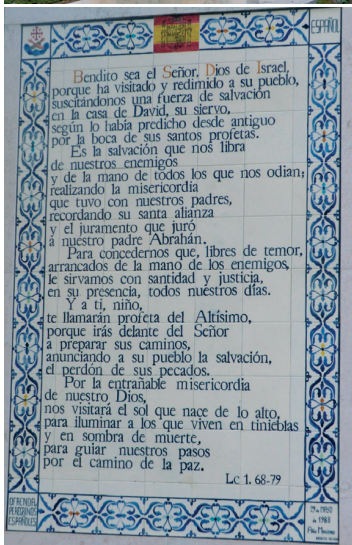 ESPAÑOL
Bendito sea el Señor, Dios de Israel,
porque ha visitado y redimido a su pueblo,
suscitándonos una fuerza de salvación
en la casa de David, su siervo,
según lo había predicho desde antiguo
por la boca de sus santos profetas.
Es la salvación que nos libra
de nuestros enemigos
y de la mano de todos los que nos odian;
realizando la misericordia
que tuvo con nuestros padres,
recordando su santa alianza
y el juramento que juró
a nuestro padre Abrahán.
Para concedernos que, libres de temor,
arrancados de la mano de los enemigos,
le sirvamos con santidad y justicia,
en su presencia, todos nuestros días.
Y a ti, niño,
te llamarán profeta del Altísimo,
porque irás delante del Señor
a preparar sus caminos,
anunciando a su pueblo la salvación,
el perdón de sus pecados.
Por la entrañable misericordia
de nuestro Dios,
nos visitará el sol que nace de lo alto,
para iluminar a los que viven en tinieblas
y en sombra de muerte,
para guiar nuestros pasos
por el camino de la paz.
Lc 1. 68-79
OFRENDA
PEREGRINOS
ESPAÑOLES